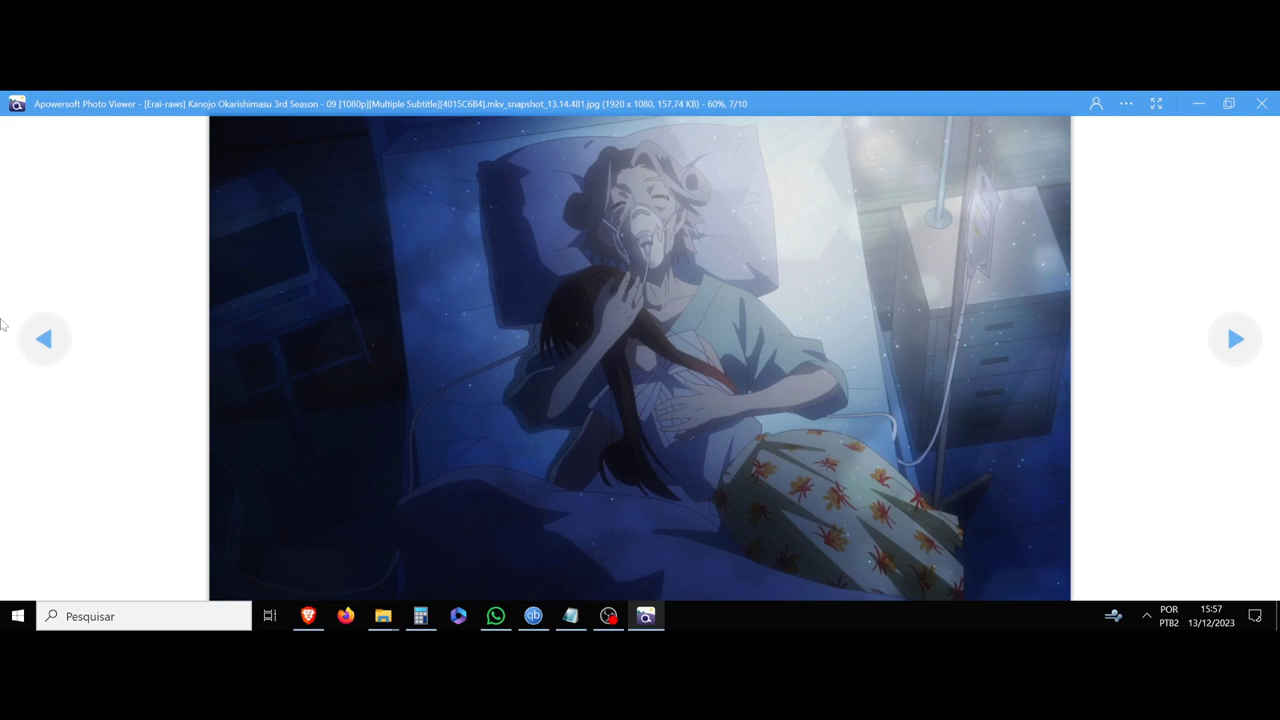 Apowersoft Photo Viewer - [Erai-raws] Kanojo Okarishimasu 3rd Season - 09 [1080p][Multiple Subtitle][4015C6B4].mkv_snapshot_13.14.481.jpg (1920 x 1080, 157,74 KB) - 60%, 7/10
Pesquisar
qb
POR
PTB2
15:57
13/12/2023